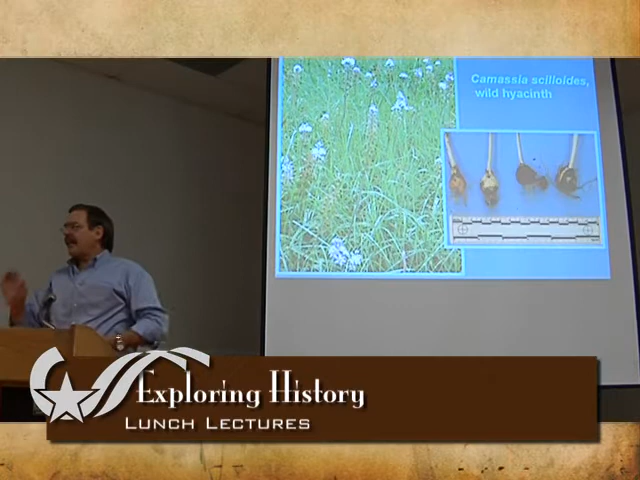 Camassia scilloides,
wild hyacinth
Exploring History
Lunch Lectures